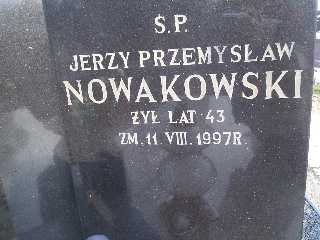 Ś.P.
JERZY PRZEMYSŁAW
NOWAKOWSKI
ŻYŁ LAT 43
ZM. 11. VIII. 1997R.